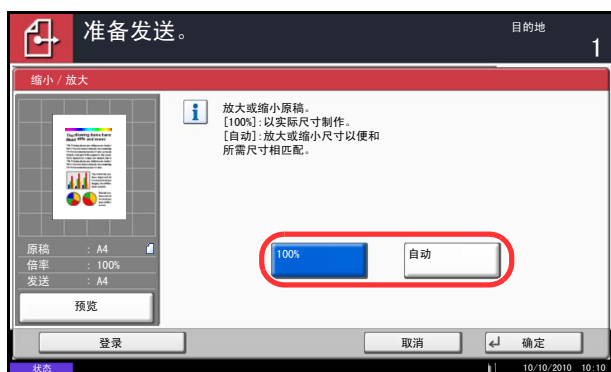 准备发送。
目的地
1
缩小 / 放大
放大或缩小原稿。
[100%]:以实际尺寸制作。
[自动]:放大或缩小尺寸以便和
所需尺寸相匹配。
原稿 : A4
倍率 : 100%
发送 : A4
预览
100%
自动
登录
取消
确定
状态
10/10/2010 10:10